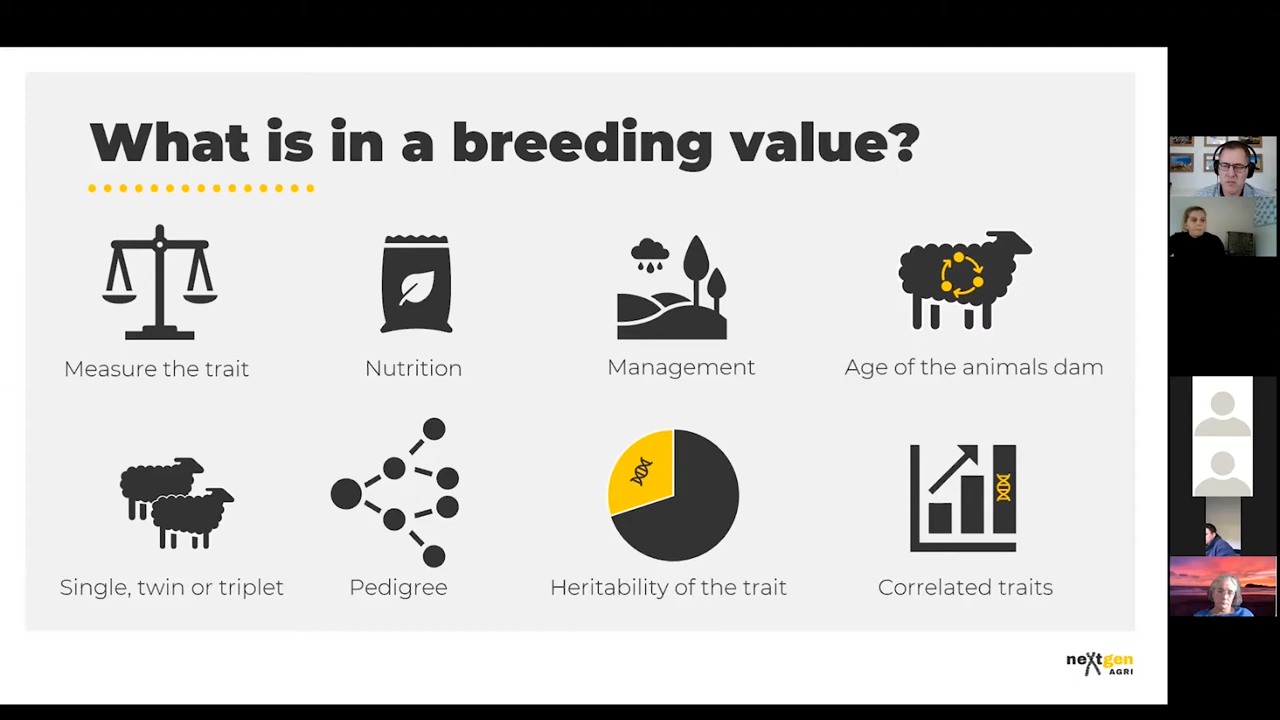 What is in a breeding value?
Measure the trait
Nutrition
Management
Age of the animals dam
Single, twin or triplet
Pedigree
Heritability of the trait
Correlated traits
nextgen
AGRI